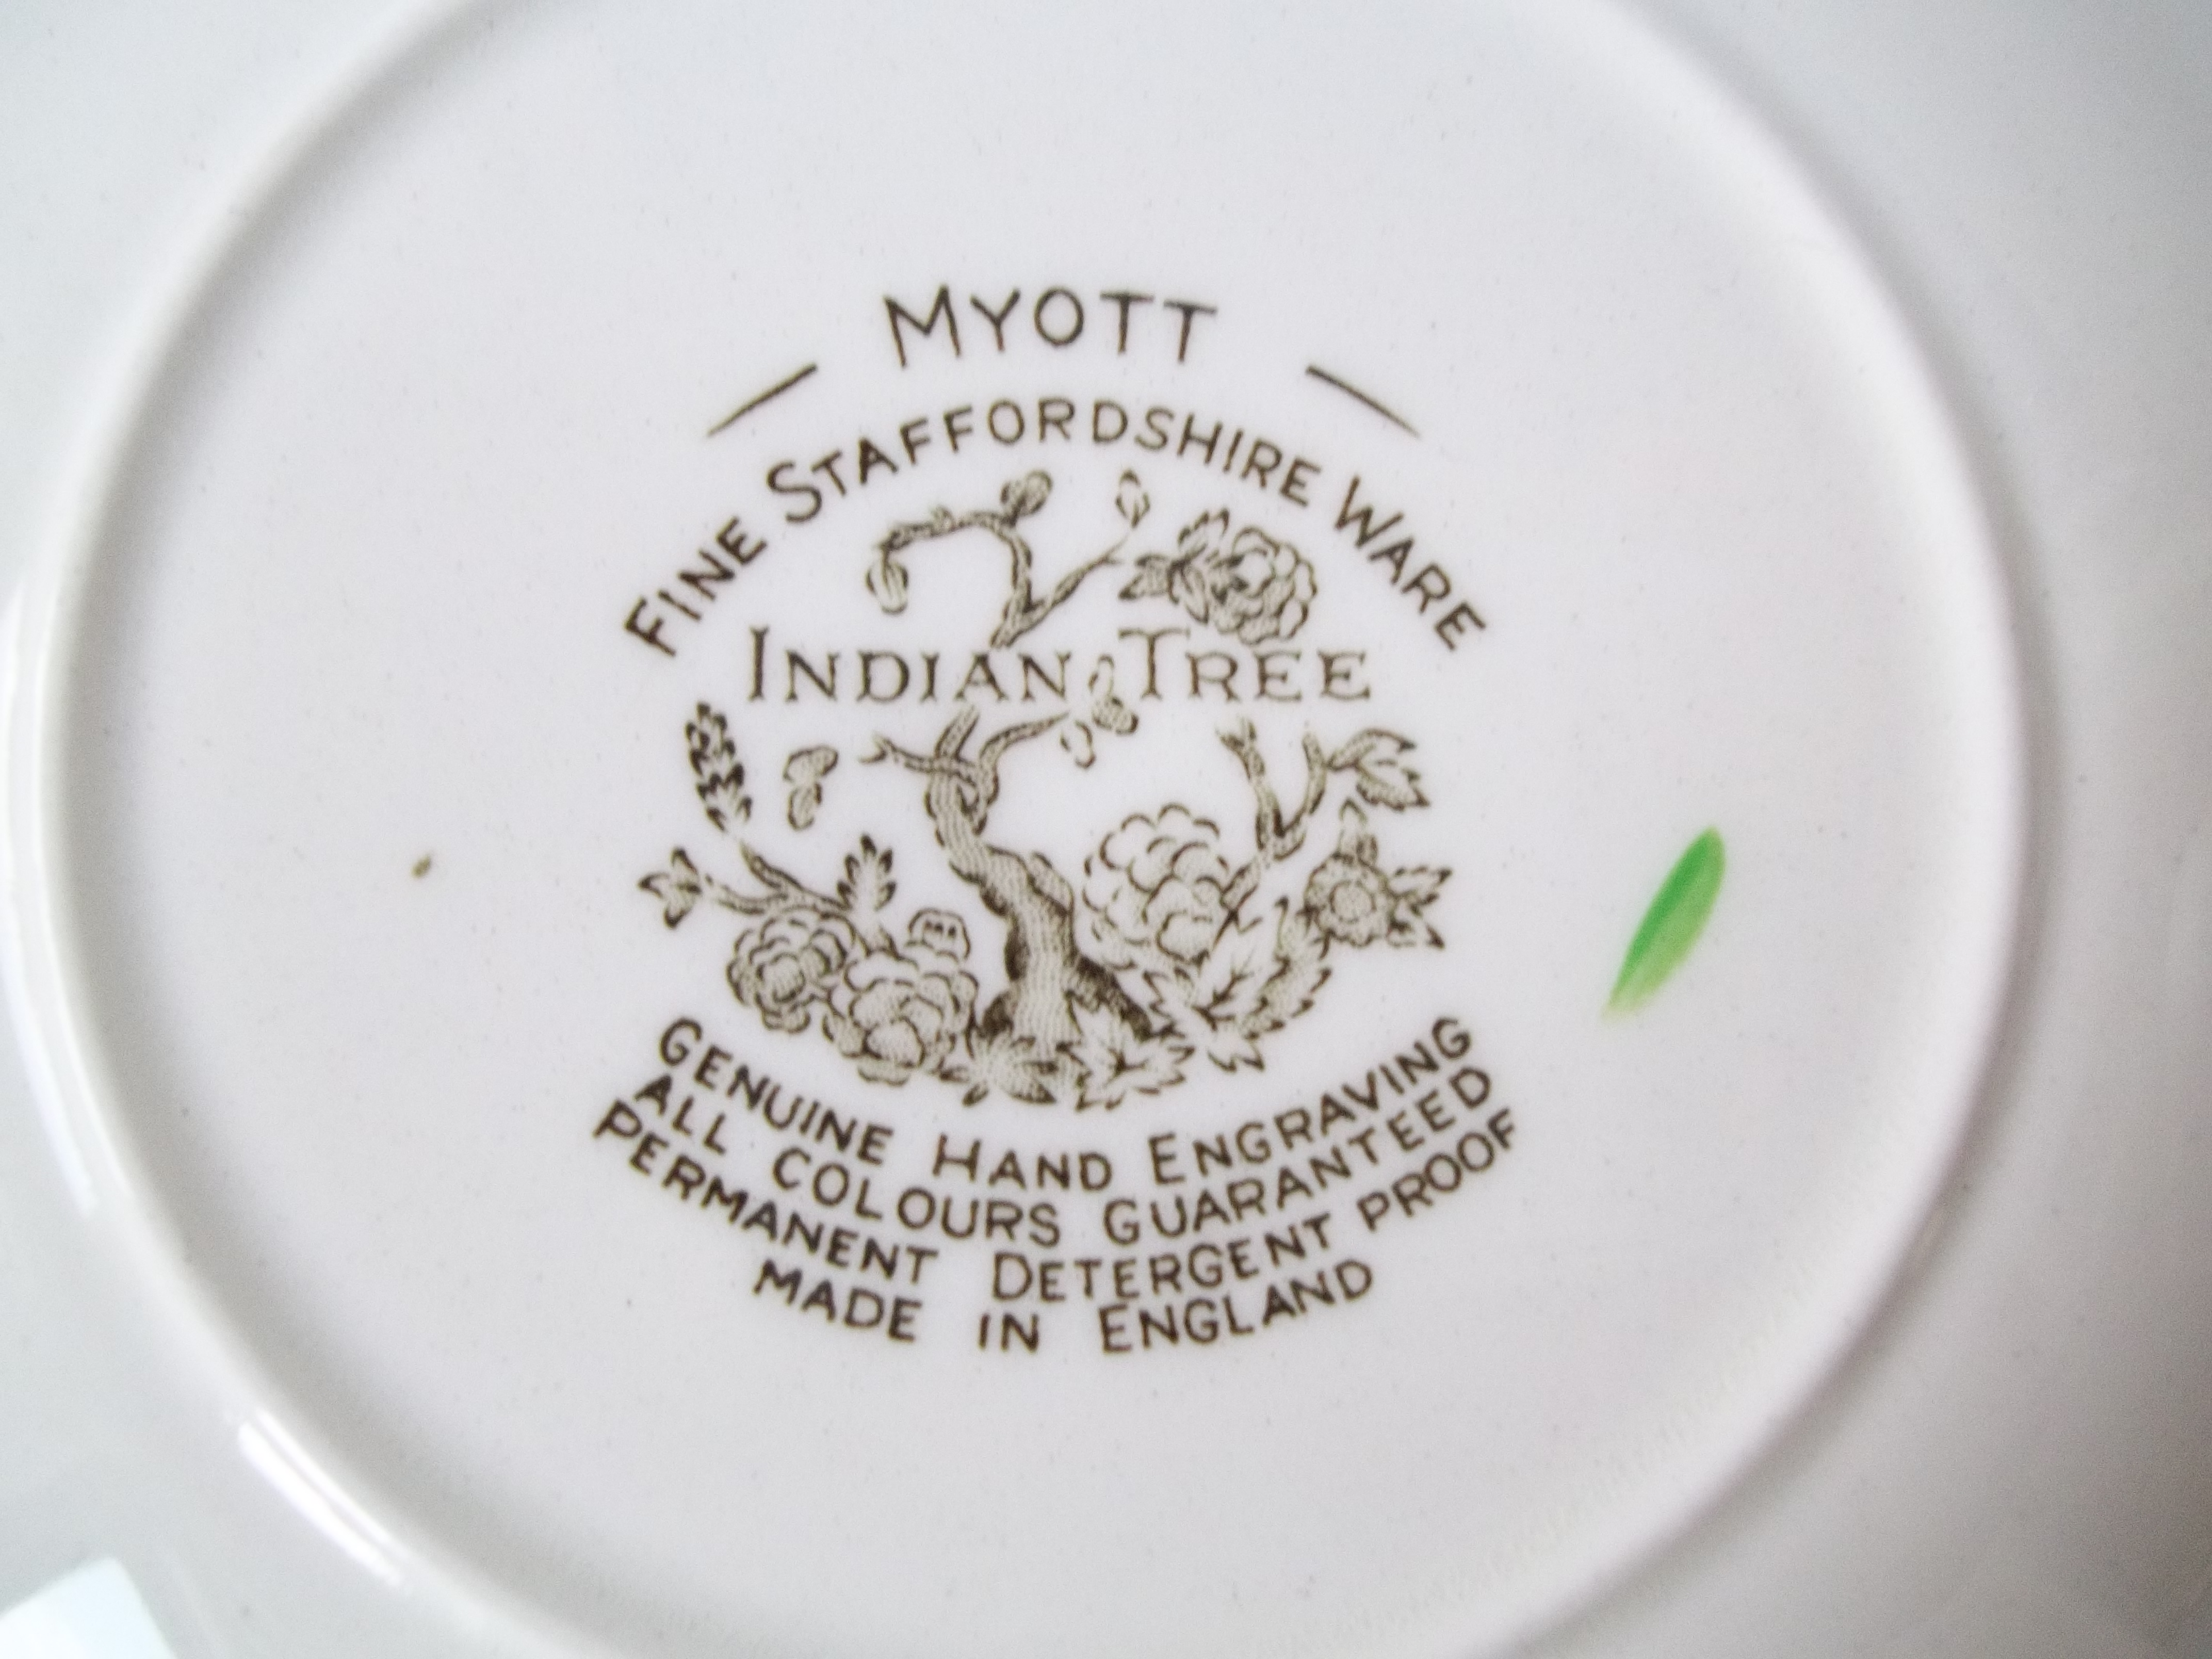 MYOTT
FINE STAFFORDSHIRE WARE
INDIAN TREE
GENUINE HAND ENGRAVING
ALL COLOURS GUARANTEED
PERMANENT DETERGENT PROOF
MADE IN ENGLAND